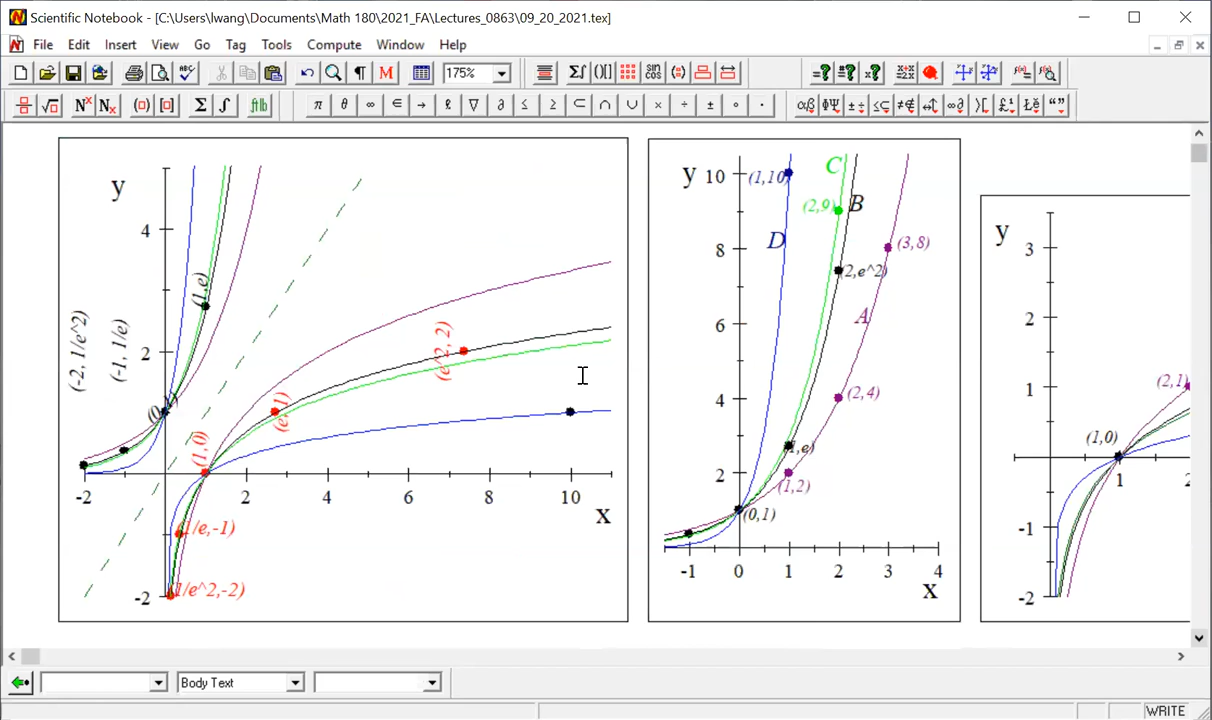 Scientific Notebook - [C:\Users\lwang\Documents\Math 180\2021_FA\Lectures_0863\09_20_2021.tex]
File Edit Insert View Go Tag Tools Compute Window Help
175%
Body Text
y
4
2
-2
-2 2 4 6 8 10
x
(-2, 1/e^2)
(-1, 1/e)
(1,e)
(1,0)
(e,1)
(e^2, 2)
(1/e,-1)
(1/e^2,-2)
y
10
8
6
4
2
-1 0 1 2 3 4
x
(1,10)
(2,9)
C
B
D
A
(3,8)
(2,e^2)
(2,4)
(1,e)
(1,2)
(0,1)
y
3
2
1
-1
-2
1 2
(2,1)
(1,0)
WRITE